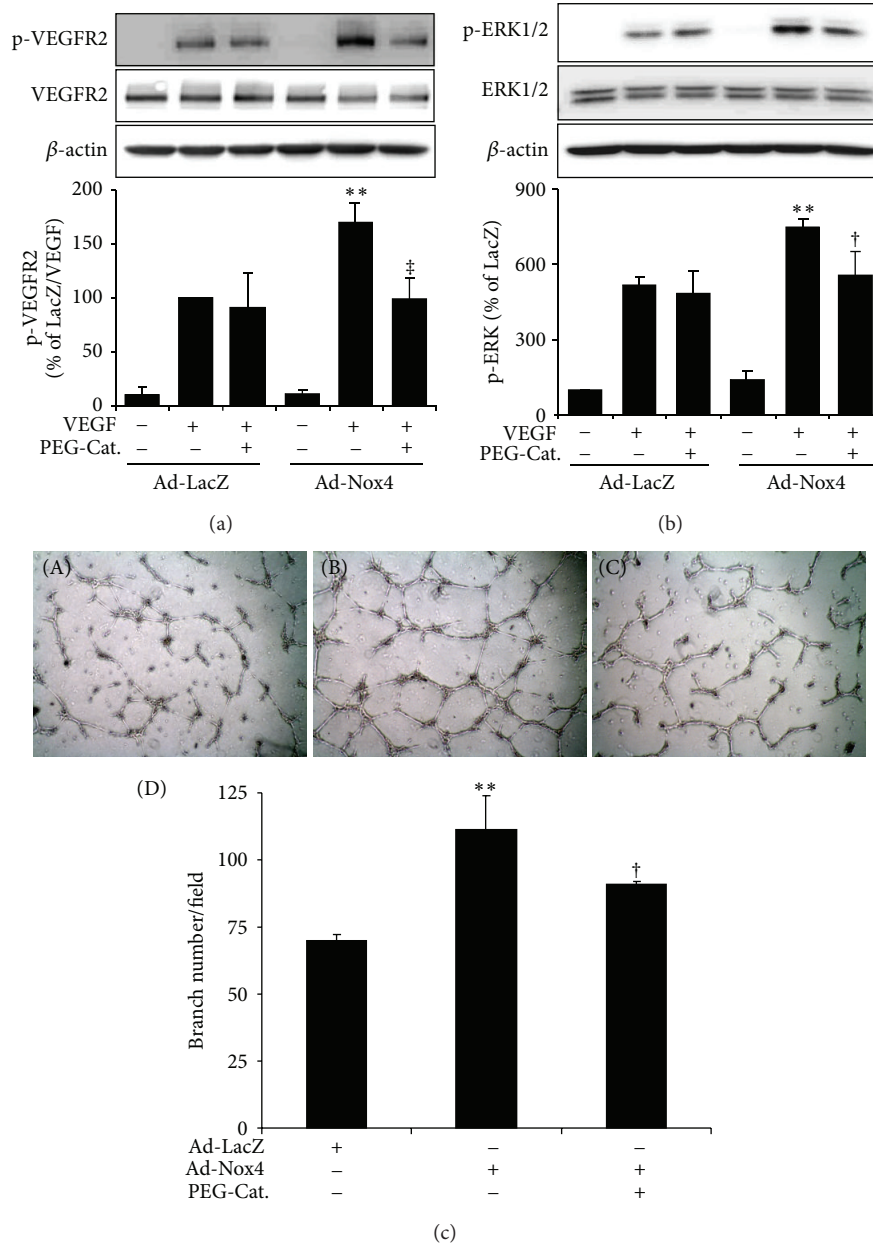 p-VEGFR2
VEGFR2
β-actin
200
150
100
50
0
p-VEGFR2
(% of LacZ/VEGF)
**
‡
VEGF – + + – + +
PEG-Cat. – – + – – +
Ad-LacZ Ad-Nox4
(a)
p-ERK1/2
ERK1/2
β-actin
900
600
300
0
p-ERK (% of LacZ)
**
†
VEGF – + + – + +
PEG-Cat. – – + – – +
Ad-LacZ Ad-Nox4
(b)
(A) (B) (C)
(D)
125
100
75
50
25
0
Branch number/field
**
†
Ad-LacZ + – –
Ad-Nox4 – + +
PEG-Cat. – – +
(c)